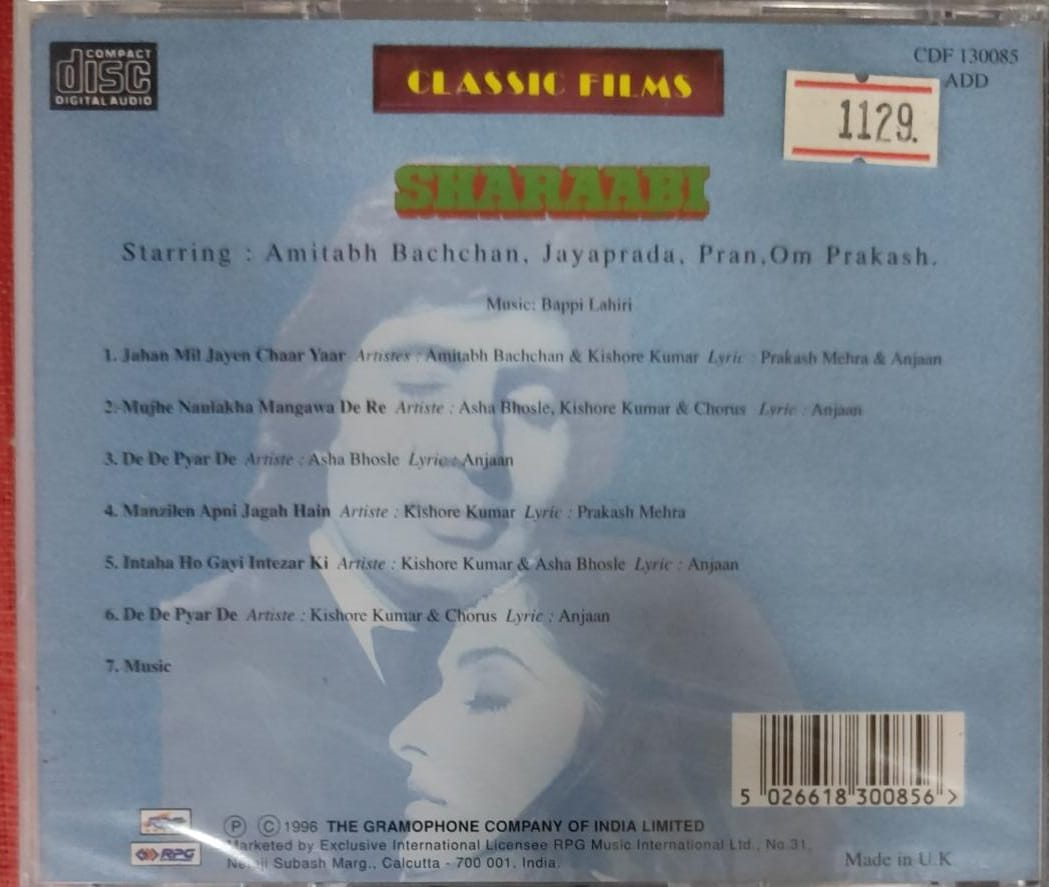 COMPACT
disc
DIGITAL AUDIO
CLASSIC FILMS
CDF 130085
ADD
1129.
SHARAABI
Starring : Amitabh Bachchan, Jayaprada, Pran,Om Prakash.
Music: Bappi Lahiri
1. Jahan Mil Jayen Chaar Yaar Artistes : Amitabh Bachchan & Kishore Kumar Lyric : Prakash Mehra & Anjaan
2. Mujhe Naulakha Mangawa De Re Artiste : Asha Bhosle, Kishore Kumar & Chorus Lyric : Anjaan
3. De De Pyar De Artiste : Asha Bhosle Lyric : Anjaan
4. Manzilen Apni Jagah Hain Artiste : Kishore Kumar Lyric : Prakash Mehra
5. Intaha Ho Gayi Intezar Ki Artiste : Kishore Kumar & Asha Bhosle Lyric : Anjaan
6. De De Pyar De Artiste : Kishore Kumar & Chorus Lyric : Anjaan
7. Music
5 026618 300856 >
RPG
℗ © 1996 THE GRAMOPHONE COMPANY OF INDIA LIMITED
Marketed by Exclusive International Licensee RPG Music International Ltd., No.31,
Subash Marg., Calcutta - 700 001. India.
Made in U.K